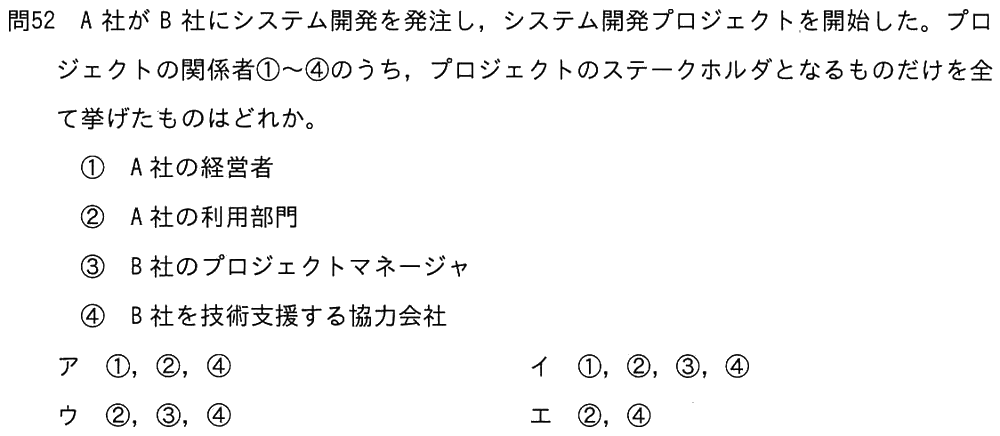 問52 A 社が B 社にシステム開発を発注し，システム開発プロジェクトを開始した。プロ
ジェクトの関係者①～④のうち，プロジェクトのステークホルダとなるものだけを全
て挙げたものはどれか。
① A 社の経営者
② A 社の利用部門
③ B 社のプロジェクトマネージャ
④ B 社を技術支援する協力会社
ア ①，②，④ イ ①，②，③，④
ウ ②，③，④ エ ②，④